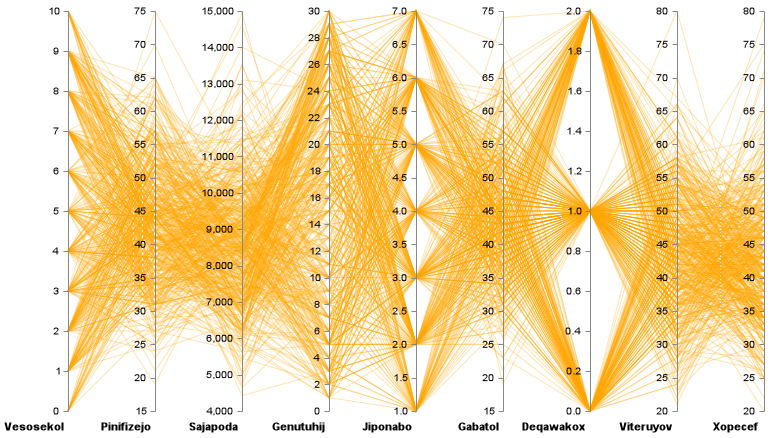 10 75 15,000 30 7.0 75 2.0 80 80
9 70 14,000 28 6.5 70 1.8 75 75
8 65 13,000 26 6.0 65 1.6 70 70
7 60 12,000 24 5.5 60 1.4 65 65
6 55 11,000 22 5.0 55 1.2 60 60
5 50 10,000 20 4.5 50 1.0 55 55
4 45 9,000 18 4.0 45 0.8 50 50
3 40 8,000 16 3.5 40 0.6 45 45
2 35 7,000 14 3.0 35 0.4 40 40
1 30 6,000 12 2.5 30 0.2 35 35
0 25 5,000 10 2.0 25 0.0 30 30
20 4,000 8 1.5 20 25 25
15 6 1.0 15 20 20
4
2
0
Vesosekol Pinifizejo Sajapoda Genutuhij Jiponabo Gabatol Deqawakox Viteruyov Xopecef